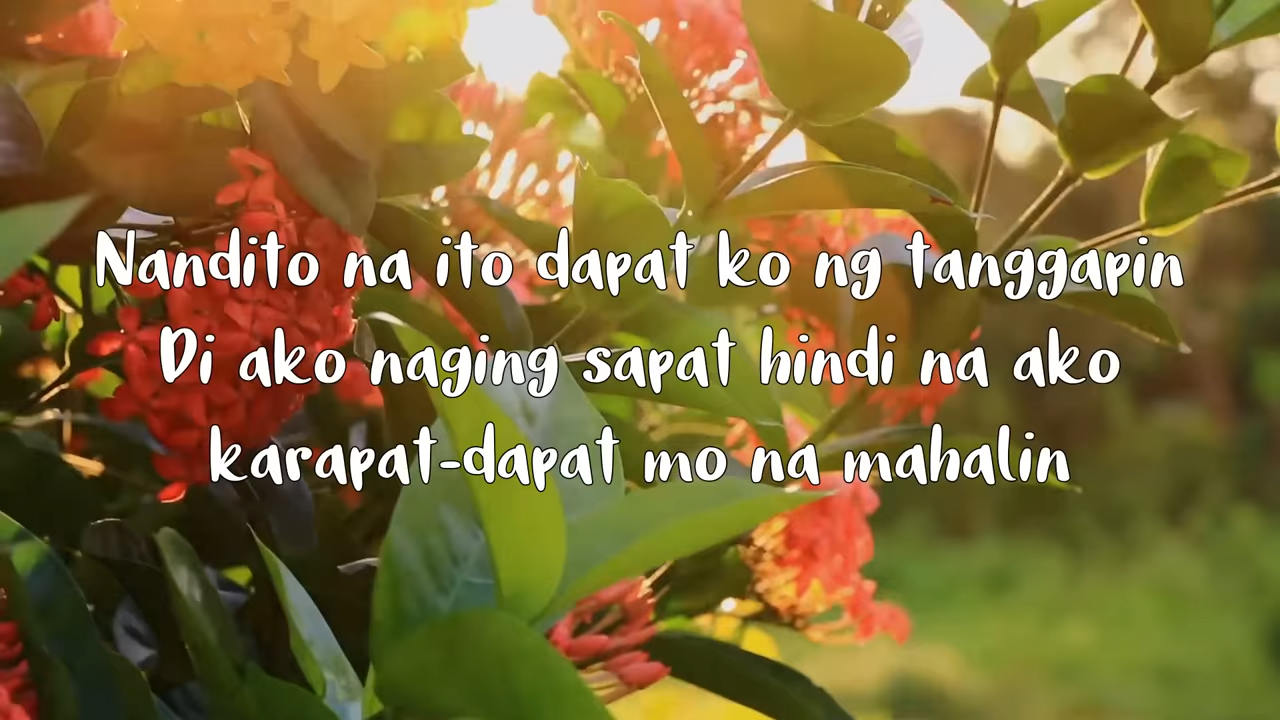 Nandito na ito dapat ko ng tanggapin
Di ako naging sapat hindi na ako
karapat-dapat mo na mahalin